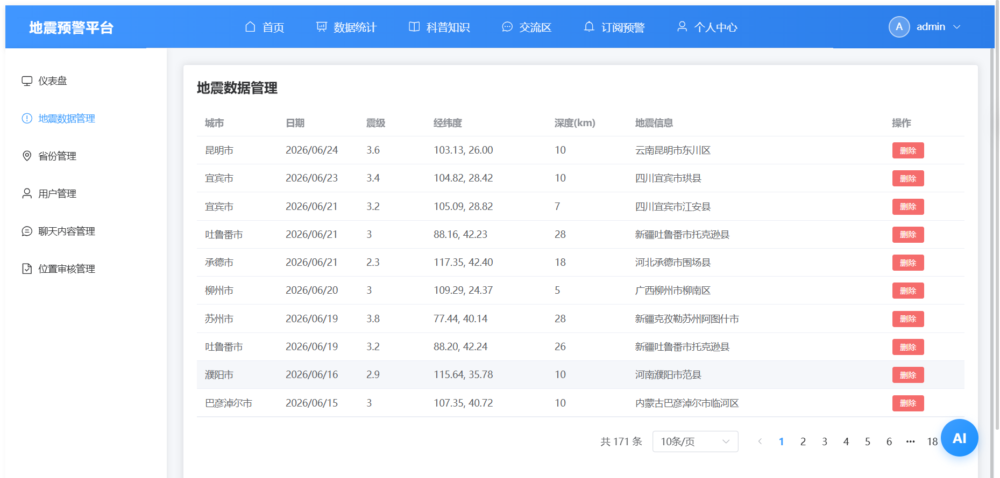 地震预警平台 首页 数据统计 科普知识 交流区 订阅预警 个人中心 A admin
仪表盘
地震数据管理
省份管理
用户管理
聊天内容管理
位置审核管理
地震数据管理
城市 日期 震级 经纬度 深度(km) 地震信息 操作
昆明市 2026/06/24 3.6 103.13, 26.00 10 云南昆明市东川区 删除
宜宾市 2026/06/23 3.4 104.82, 28.42 10 四川宜宾市珙县 删除
宜宾市 2026/06/21 3.2 105.09, 28.82 7 四川宜宾市江安县 删除
吐鲁番市 2026/06/21 3 88.16, 42.23 28 新疆吐鲁番市托克逊县 删除
承德市 2026/06/21 2.3 117.35, 42.40 18 河北承德市围场县 删除
柳州市 2026/06/20 3 109.29, 24.37 5 广西柳州市柳南区 删除
苏州市 2026/06/19 3.8 77.44, 40.14 28 新疆克孜勒苏州阿图什市 删除
吐鲁番市 2026/06/19 3.2 88.20, 42.24 26 新疆吐鲁番市托克逊县 删除
濮阳市 2026/06/16 2.9 115.64, 35.78 10 河南濮阳市范县 删除
巴彦淖尔市 2026/06/15 3 107.35, 40.72 10 内蒙古巴彦淖尔市临河区 删除
共 171 条 10条/页 1 2 3 4 5 6 ••• 18
AI